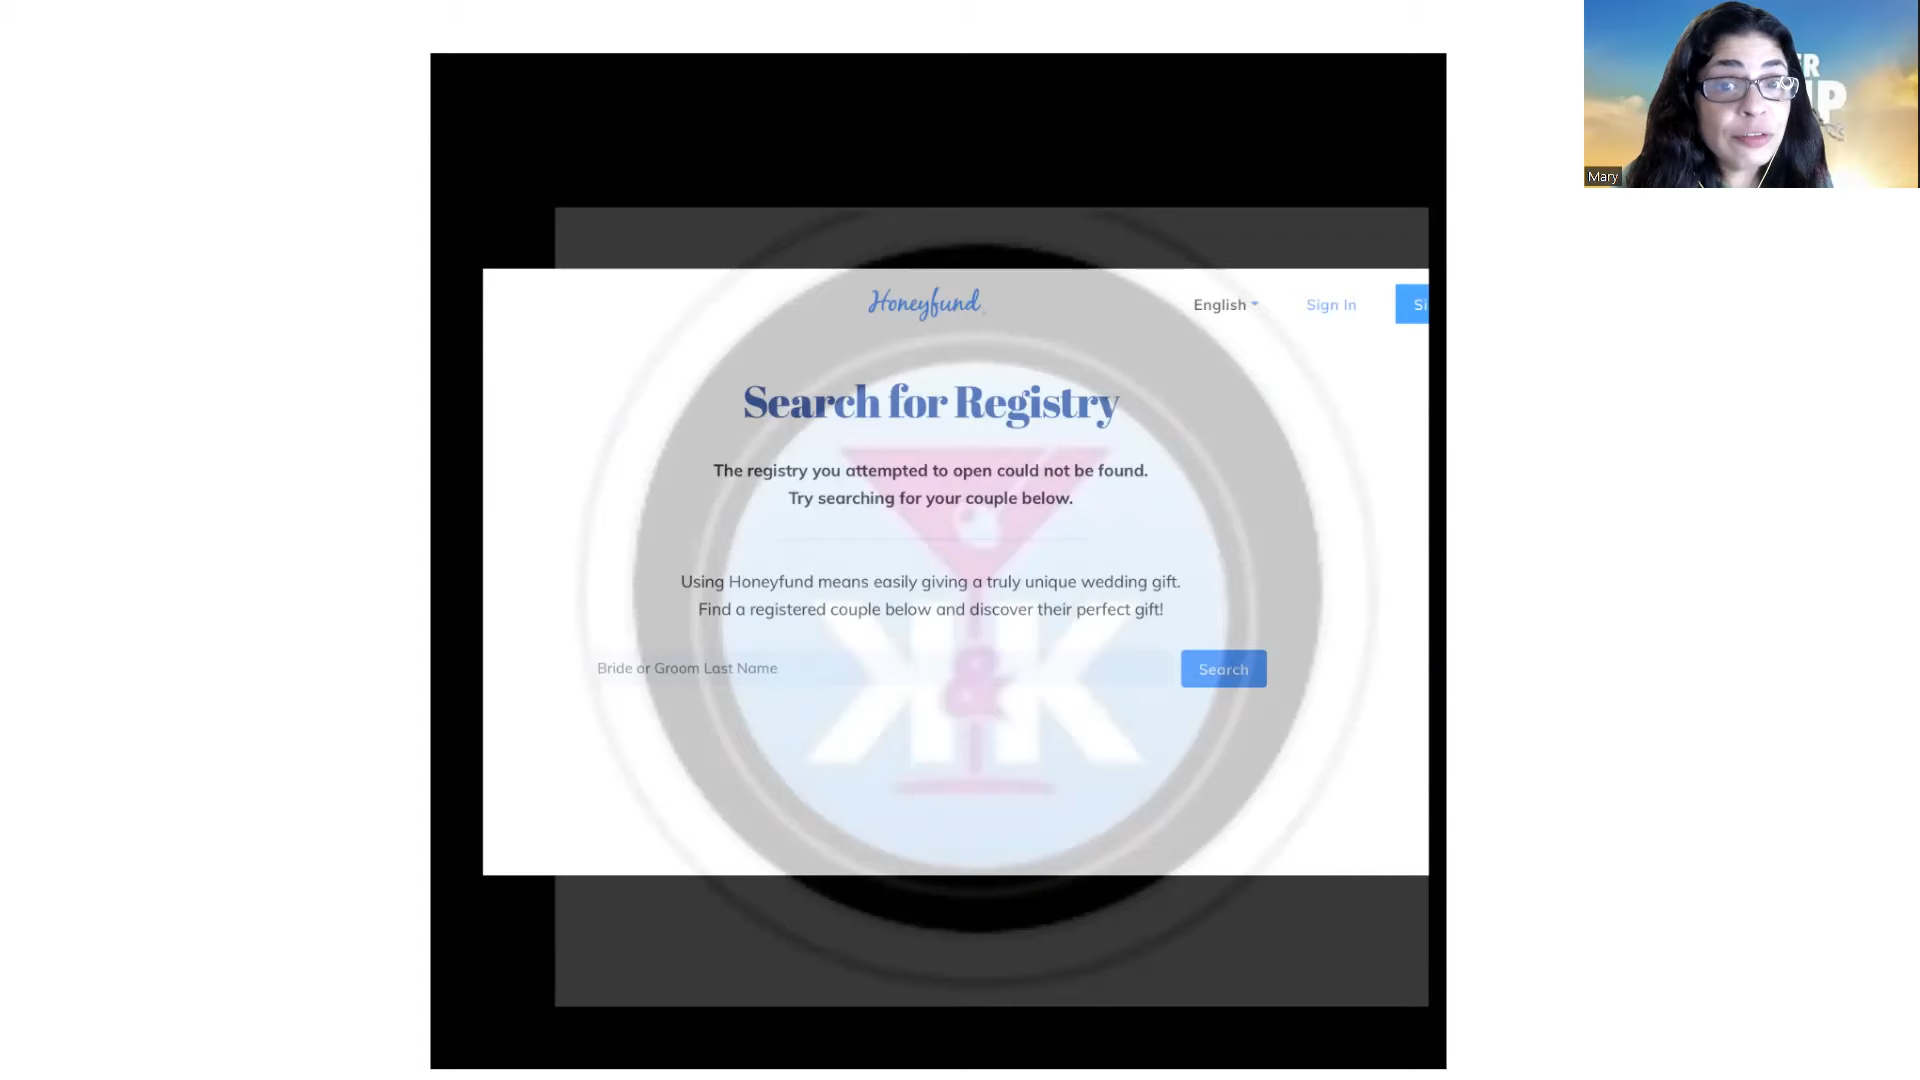 Honeyfund
English
Sign In
Si
Search for Registry
The registry you attempted to open could not be found.
Try searching for your couple below.
Using Honeyfund means easily giving a truly unique wedding gift.
Find a registered couple below and discover their perfect gift!
Bride or Groom Last Name
Search
K&K
Mary